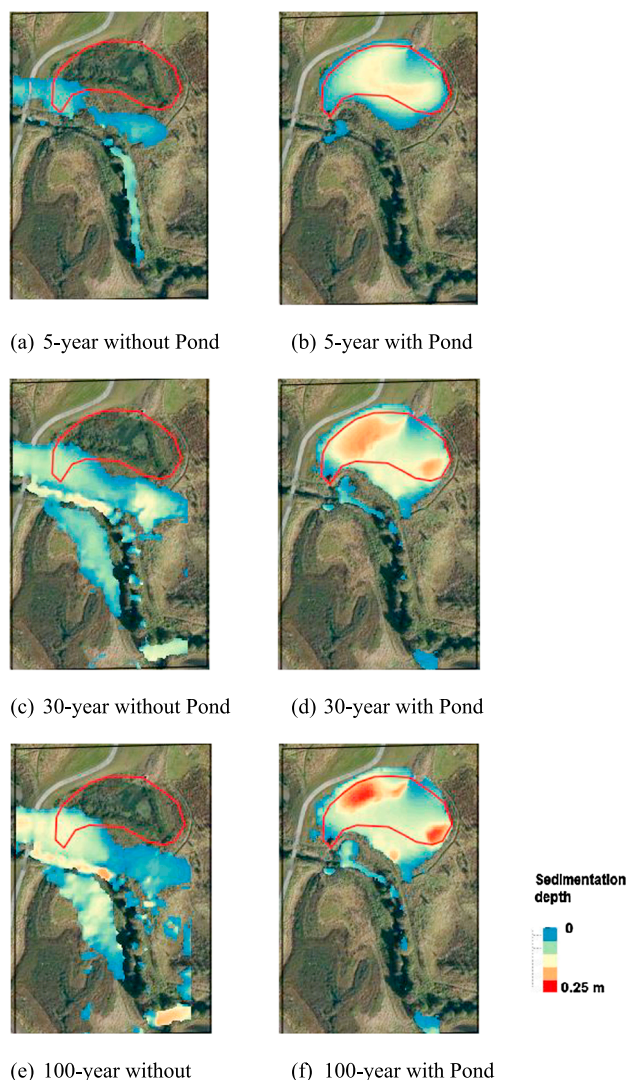 (a) 5-year without Pond
(b) 5-year with Pond
(c) 30-year without Pond
(d) 30-year with Pond
Sedimentation
depth
0
0.25 m
(e) 100-year without
(f) 100-year with Pond